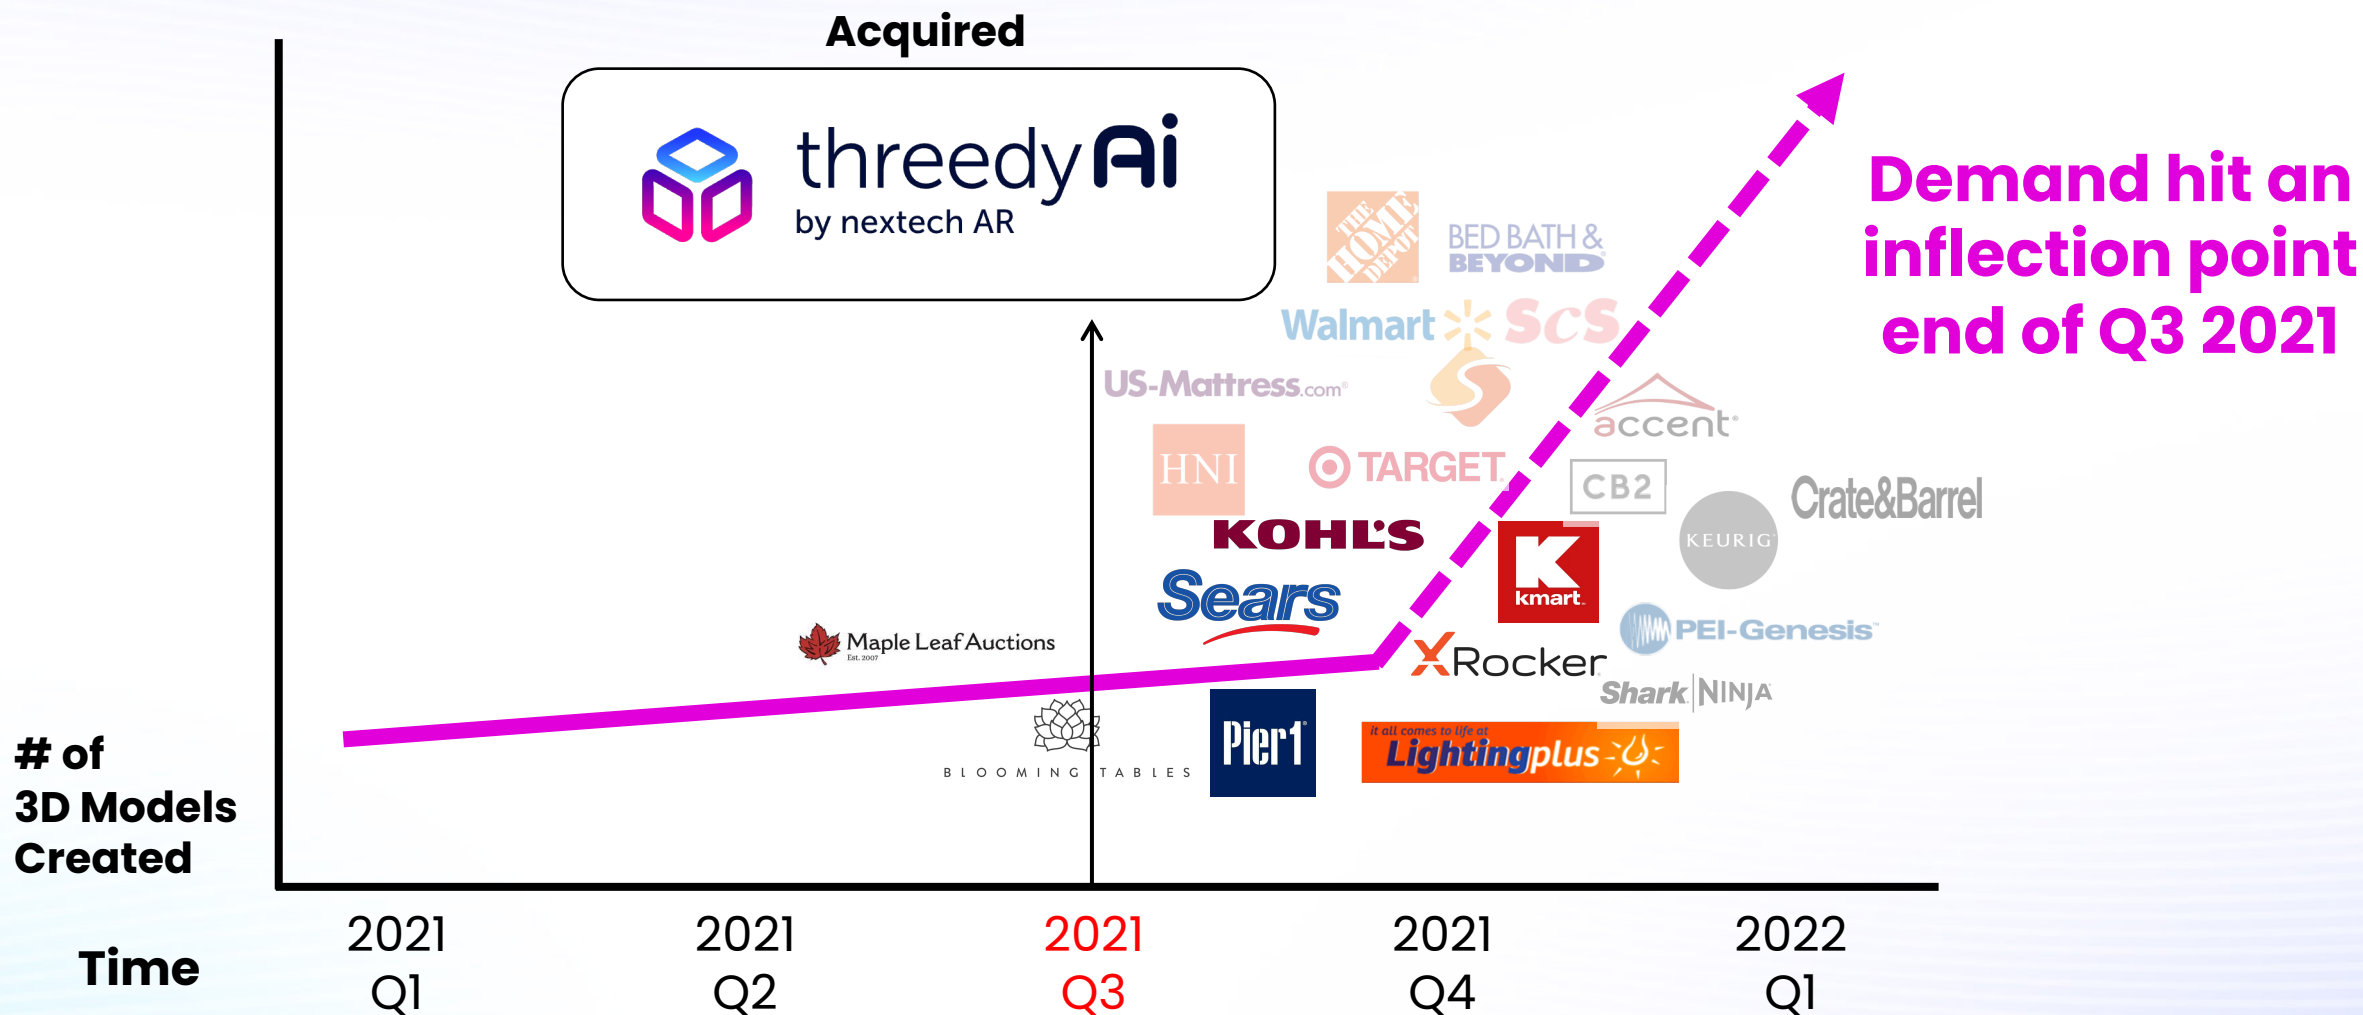 Acquired
threedyAi
by nextech AR
Demand hit an
inflection point
end of Q3 2021
THE
HOME
DEPOT
BED BATH &
BEYOND
Walmart
ScS
US-Mattress.com
accent
HNI
TARGET
CB2
Crate&Barrel
KOHL'S
KEURIG
K
kmart
Sears
Maple Leaf Auctions
Est. 2007
PEI-Genesis
XRocker
Shark NINJA
Pier1
it all comes to life at
Lightingplus
BLOOMING TABLES
# of
3D Models
Created
Time
2021
Q1
2021
Q2
2021
Q3
2021
Q4
2022
Q1